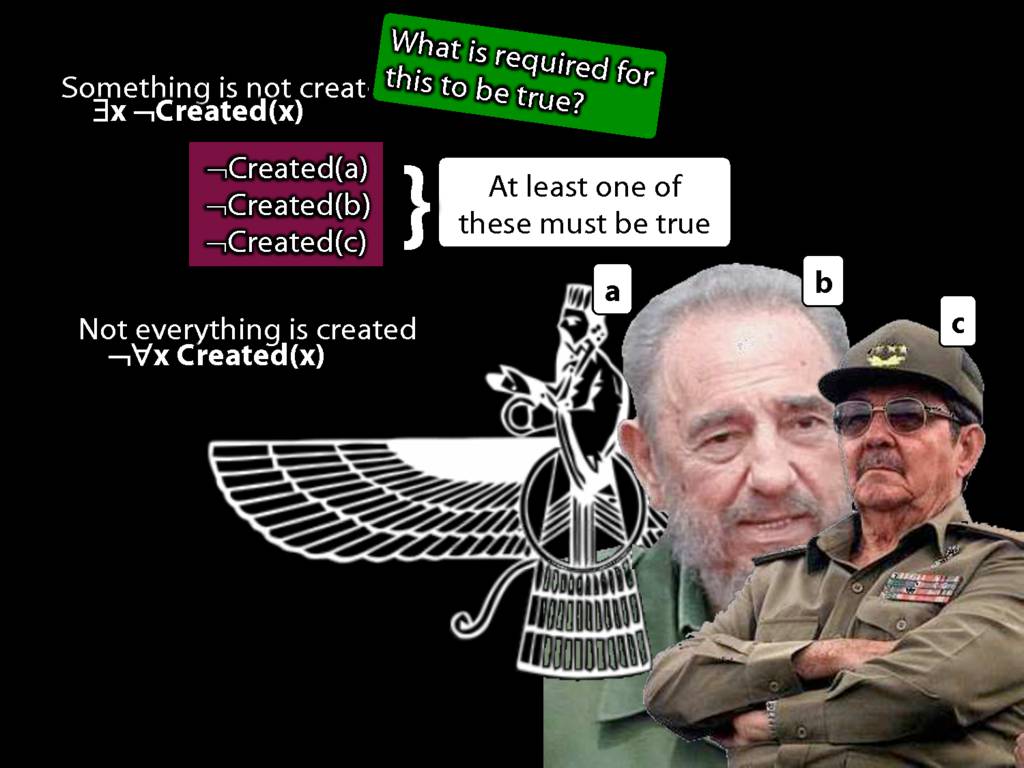 What is required for
this to be true?
Something is not creat
∃x ¬Created(x)
¬Created(a)
¬Created(b)
¬Created(c)
}
At least one of
these must be true
a
b
c
Not everything is created
¬∀x Created(x)